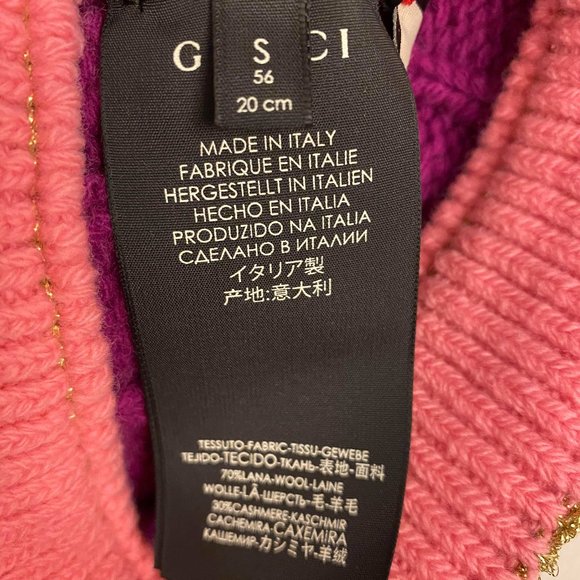 G CI
S
56
20 cm
MADE IN ITALY
FABRIQUE EN ITALIE
HERGESTELLT IN ITALIEN
HECHO EN ITALIA
PRODUZIDO NA ITALIA
СДЕЛАНО В ИТАЛИИ
イタリア製
产地:意大利
TESSUTO-FABRIC-TISSU-GEWEBE
TEJIDO-TECIDO-ТКАНЬ-表地-面料
70%LANA-WOOL-LAINE
WOLLE-LÃ-ШЕРСТЬ-毛-羊毛
30%CASHMERE-KASCHMIR
CACHEMIRA-CAXEMIRA
КАШЕМИР-カシミヤ-羊绒